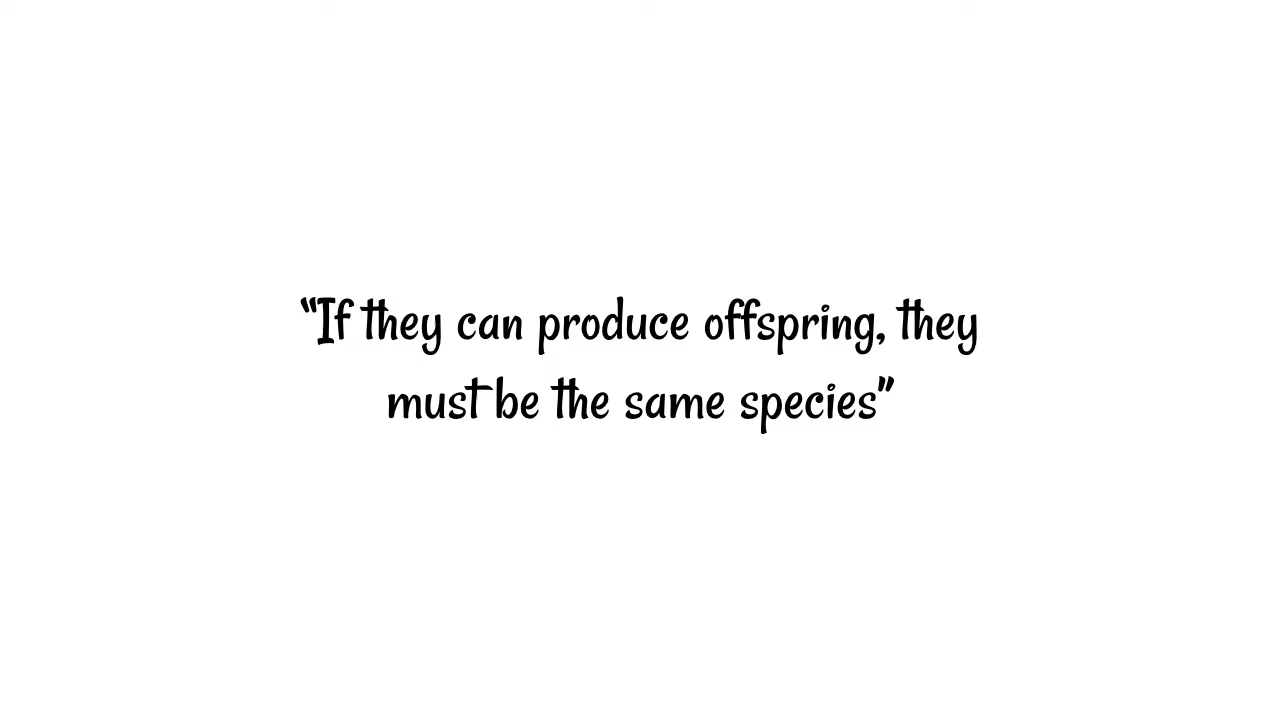 “If they can produce offspring, they
must be the same species”